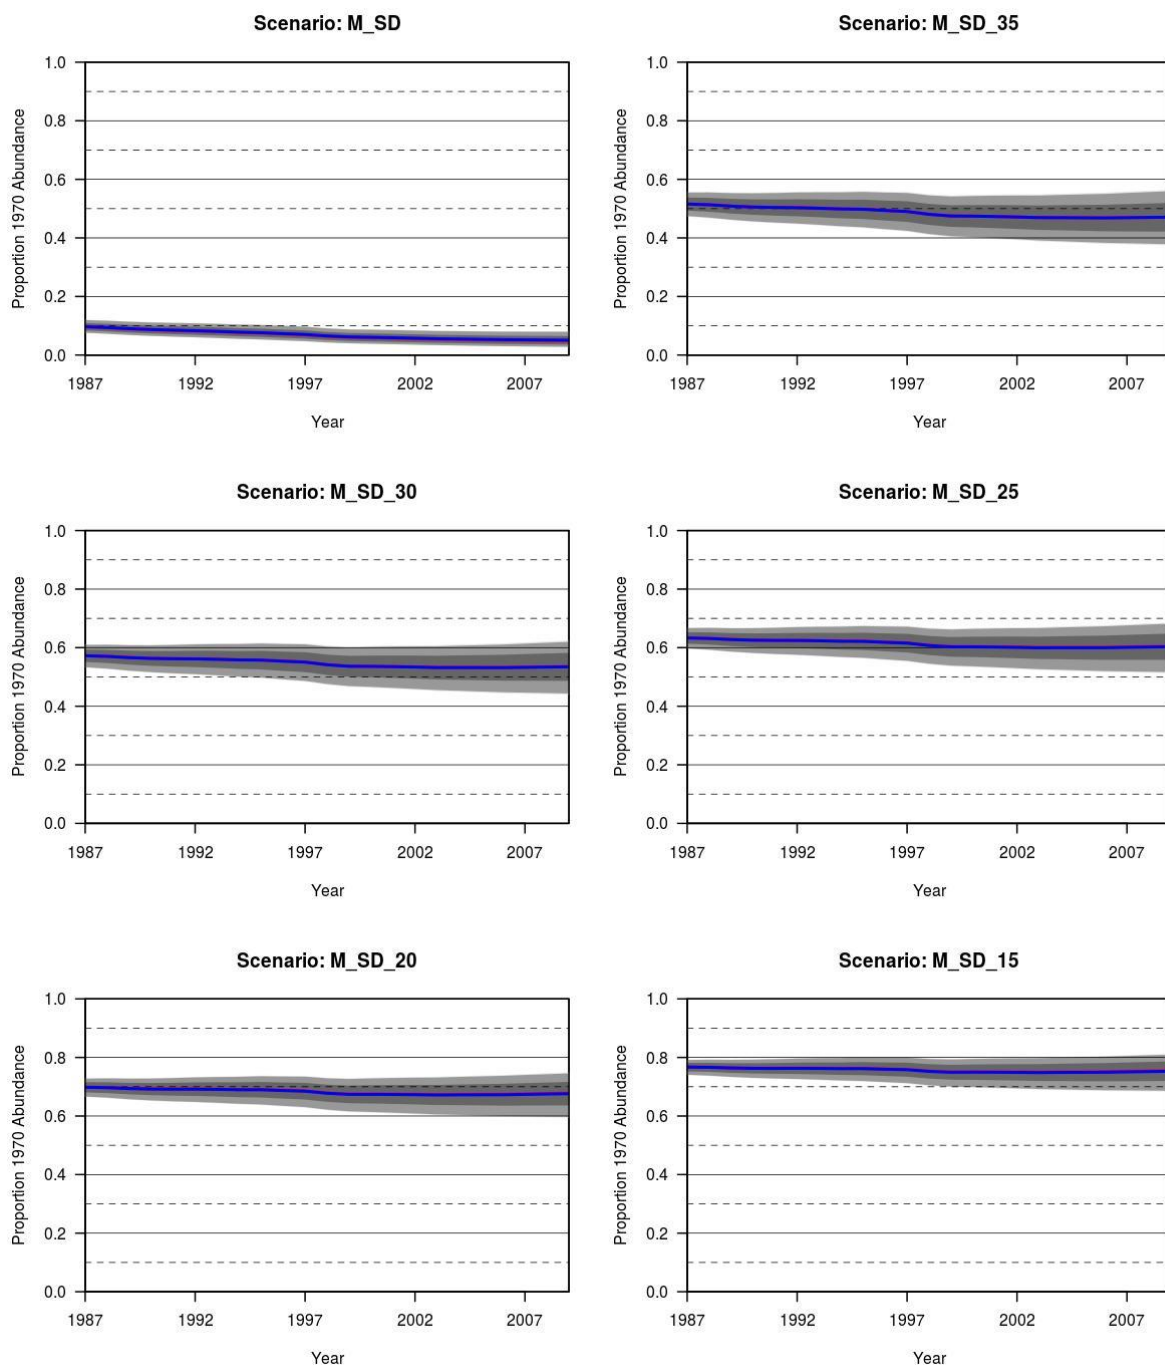 Scenario: M_SD
Proportion 1970 Abundance
1.0
0.8
0.6
0.4
0.2
0.0
1987 1992 1997 2002 2007
Year
Scenario: M_SD_35
Proportion 1970 Abundance
1.0
0.8
0.6
0.4
0.2
0.0
1987 1992 1997 2002 2007
Year
Scenario: M_SD_30
Proportion 1970 Abundance
1.0
0.8
0.6
0.4
0.2
0.0
1987 1992 1997 2002 2007
Year
Scenario: M_SD_25
Proportion 1970 Abundance
1.0
0.8
0.6
0.4
0.2
0.0
1987 1992 1997 2002 2007
Year
Scenario: M_SD_20
Proportion 1970 Abundance
1.0
0.8
0.6
0.4
0.2
0.0
1987 1992 1997 2002 2007
Year
Scenario: M_SD_15
Proportion 1970 Abundance
1.0
0.8
0.6
0.4
0.2
0.0
1987 1992 1997 2002 2007
Year